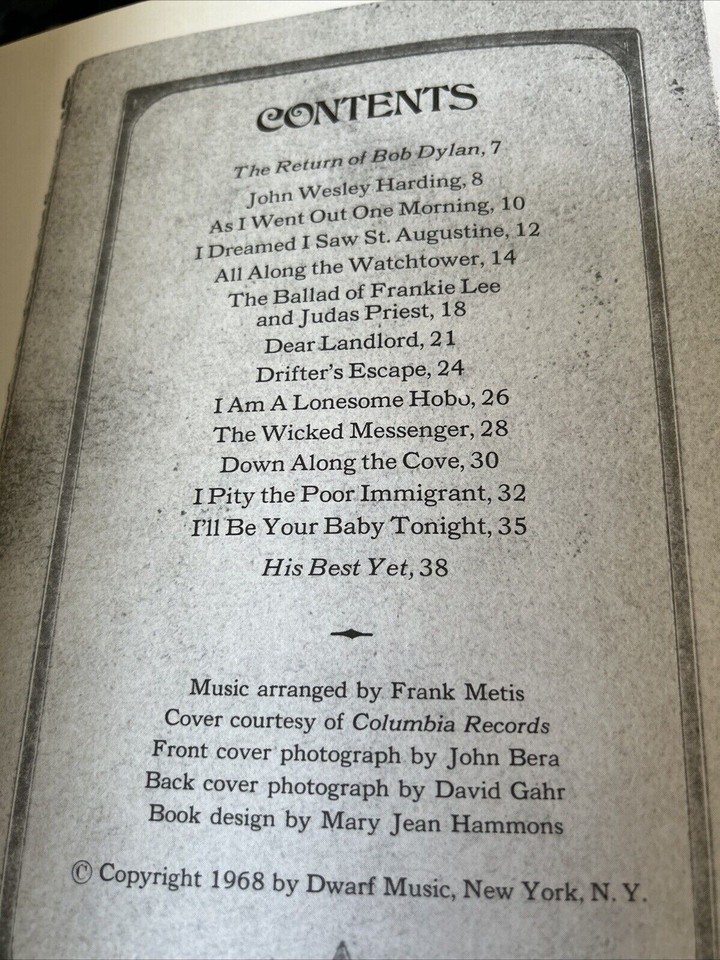 CONTENTS
The Return of Bob Dylan, 7
John Wesley Harding, 8
As I Went Out One Morning, 10
I Dreamed I Saw St. Augustine, 12
All Along the Watchtower, 14
The Ballad of Frankie Lee
and Judas Priest, 18
Dear Landlord, 21
Drifter's Escape, 24
I Am A Lonesome Hobo, 26
The Wicked Messenger, 28
Down Along the Cove, 30
I Pity the Poor Immigrant, 32
I'll Be Your Baby Tonight, 35
His Best Yet, 38
Music arranged by Frank Metis
Cover courtesy of Columbia Records
Front cover photograph by John Bera
Back cover photograph by David Gahr
Book design by Mary Jean Hammons
© Copyright 1968 by Dwarf Music, New York, N. Y.